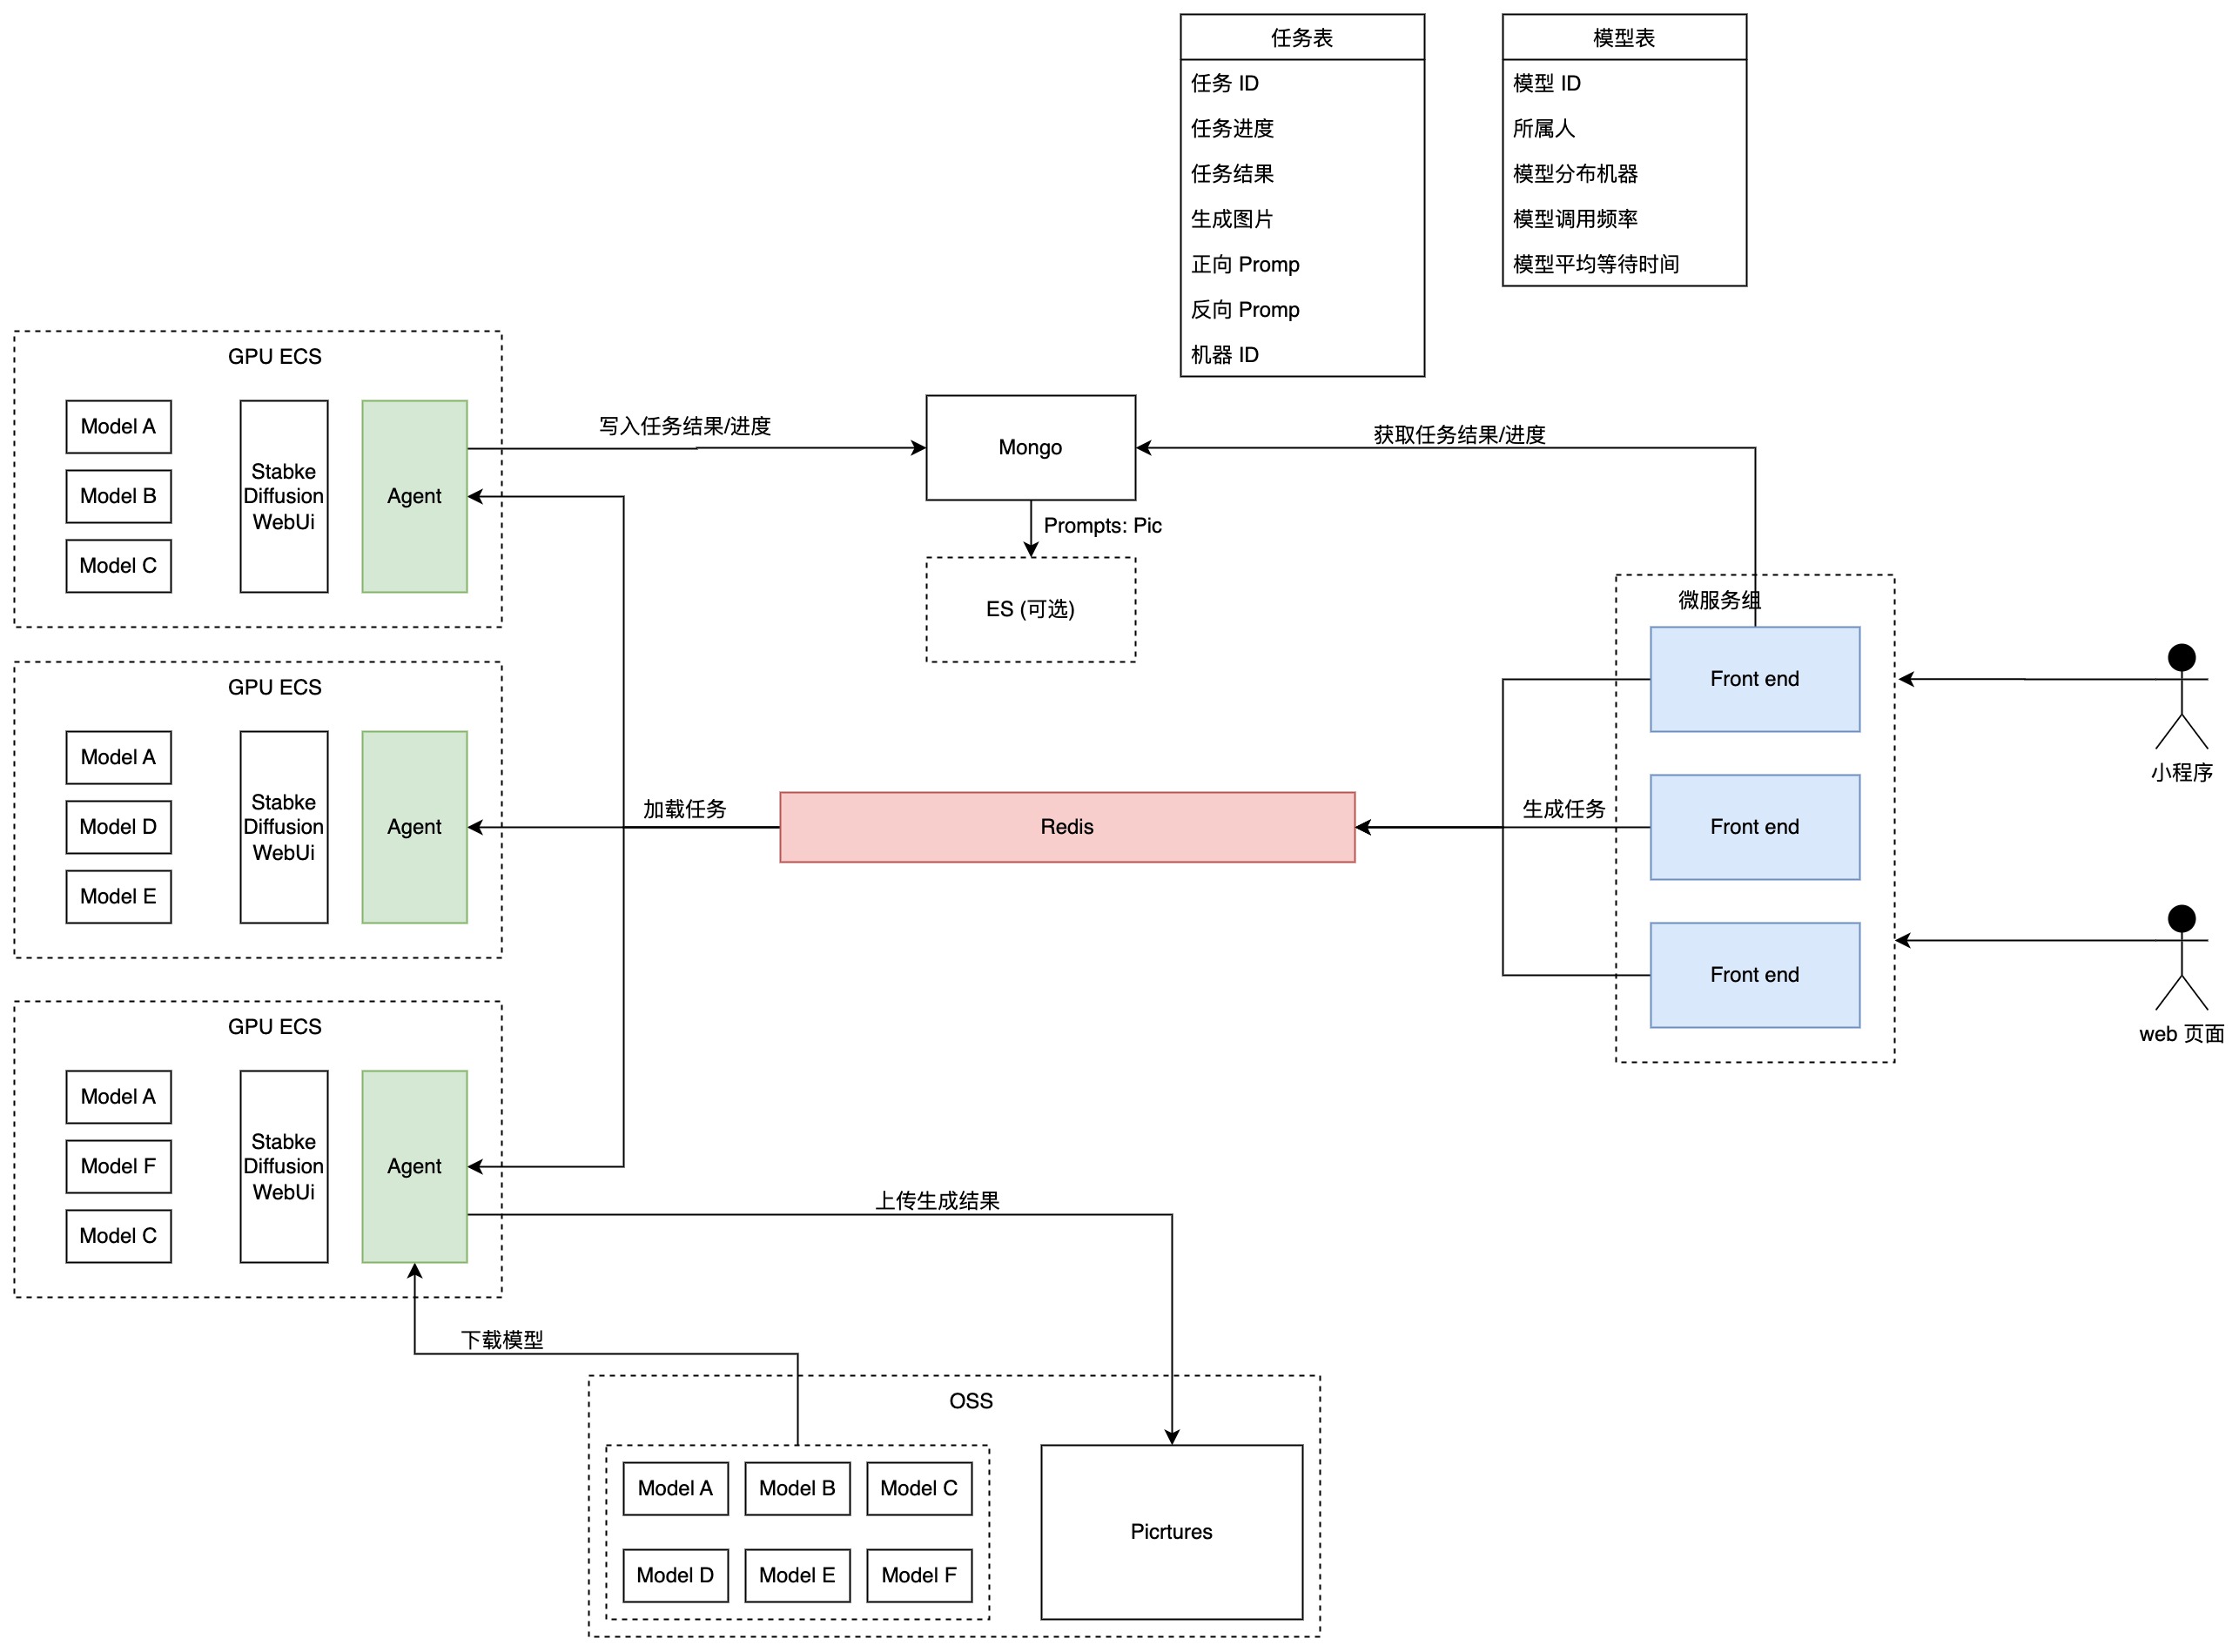 任务表
任务 ID
任务进度
任务结果
生成图片
正向 Promp
反向 Promp
机器 ID
模型表
模型 ID
所属人
模型分布机器
模型调用频率
模型平均等待时间
GPU ECS
Model A
Model B
Model C
Stabke
Diffusion
WebUi
Agent
写入任务结果/进度
Mongo
获取任务结果/进度
Prompts: Pic
ES (可选)
微服务组
Front end
Front end
Front end
小程序
web 页面
GPU ECS
Model A
Model D
Model E
Stabke
Diffusion
WebUi
Agent
加载任务
Redis
生成任务
GPU ECS
Model A
Model F
Model C
Stabke
Diffusion
WebUi
Agent
上传生成结果
下载模型
OSS
Model A
Model B
Model C
Model D
Model E
Model F
Picrtures